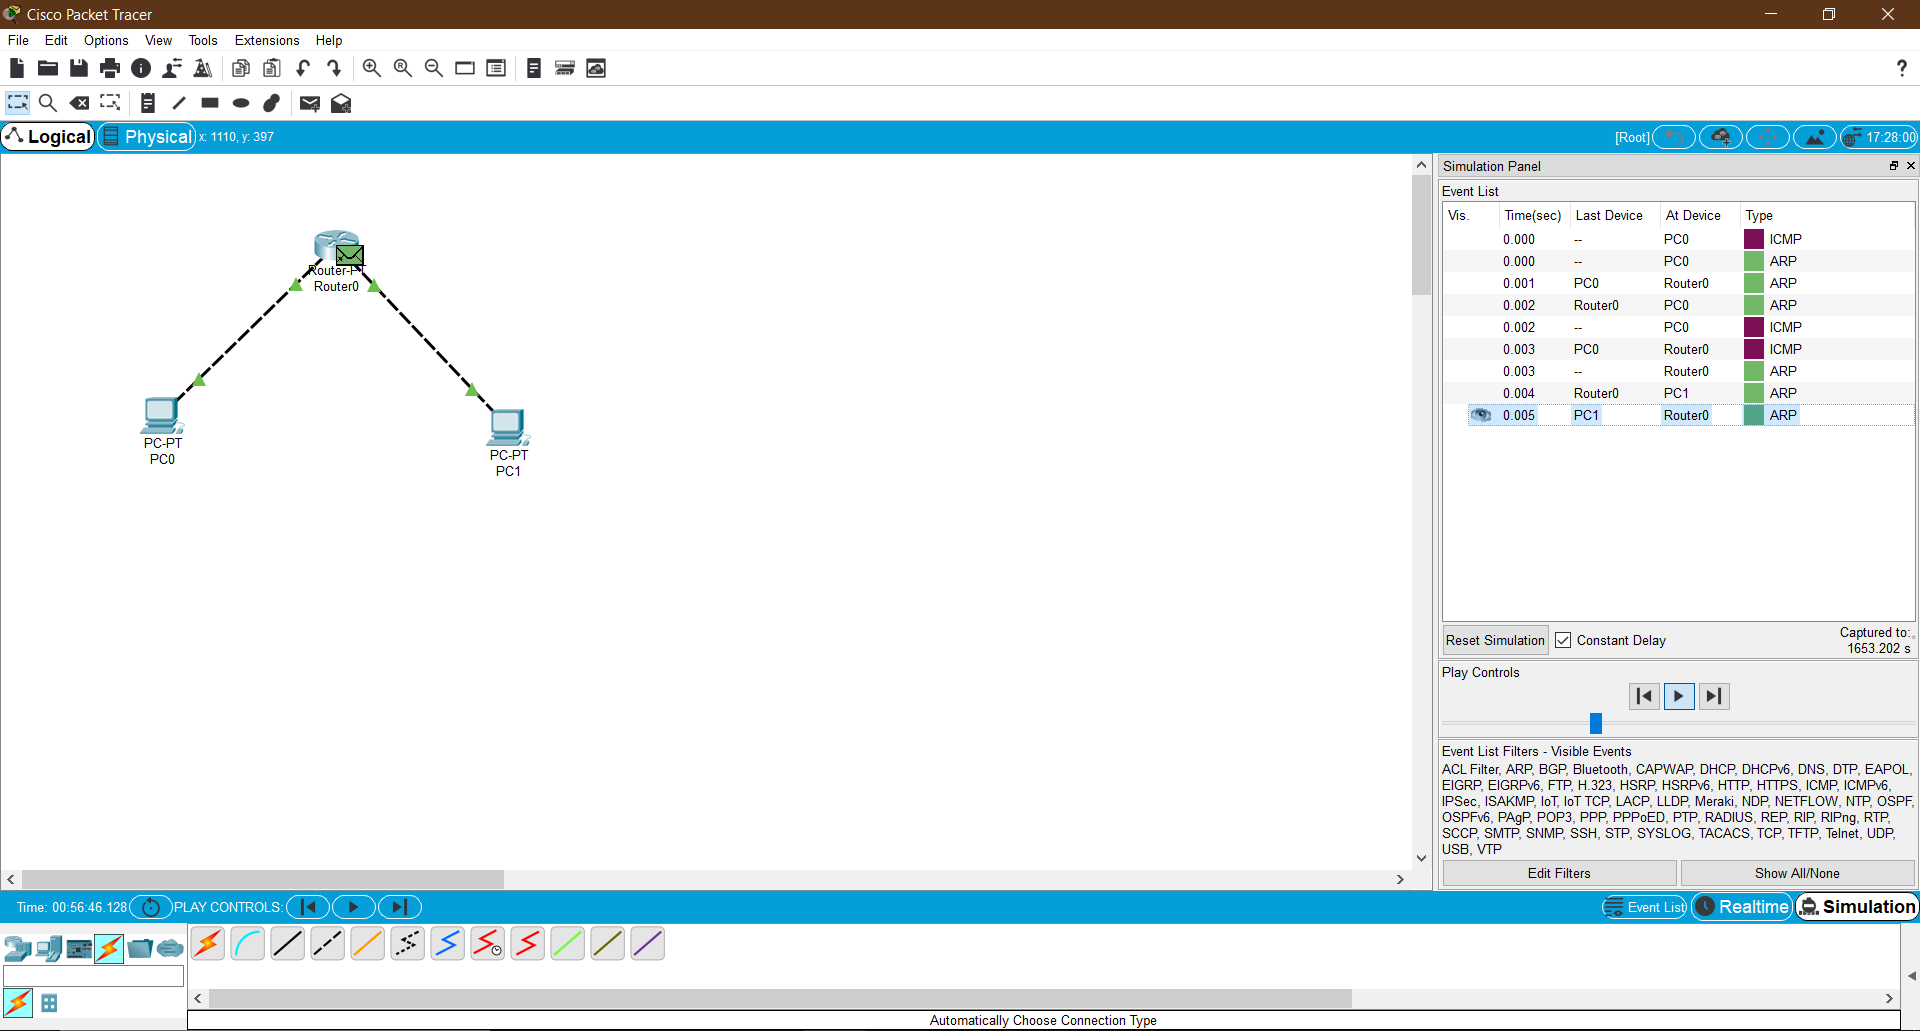 Cisco Packet Tracer
File Edit Options View Tools Extensions Help
?
Logical Physical x: 1110, y: 397 [Root] 17:28:00
Router-PT
Router0
PC-PT
PC0
PC-PT
PC1
Simulation Panel
Event List
Vis. Time(sec) Last Device At Device Type
0.000 -- PC0 ICMP
0.000 -- PC0 ARP
0.001 PC0 Router0 ARP
0.002 Router0 PC0 ARP
0.002 -- PC0 ICMP
0.003 PC0 Router0 ICMP
0.003 -- Router0 ARP
0.004 Router0 PC1 ARP
0.005 PC1 Router0 ARP
Reset Simulation Constant Delay
Captured to:
1653.202 s
Play Controls
Event List Filters - Visible Events
ACL Filter, ARP, BGP, Bluetooth, CAPWAP, DHCP, DHCPv6, DNS, DTP, EAPOL,
EIGRP, EIGRPv6, FTP, H.323, HSRP, HSRPv6, HTTP, HTTPS, ICMP, ICMPv6,
IPSec, ISAKMP, IoT, IoT TCP, LACP, LLDP, Meraki, NDP, NETFLOW, NTP, OSPF,
OSPFv6, PAgP, POP3, PPP, PPPoED, PTP, RADIUS, REP, RIP, RIPng, RTP,
SCCP, SMTP, SNMP, SSH, STP, SYSLOG, TACACS, TCP, TFTP, Telnet, UDP,
USB, VTP
Edit Filters Show All/None
Time: 00:56:46.128 PLAY CONTROLS: Event List Realtime Simulation
Automatically Choose Connection Type